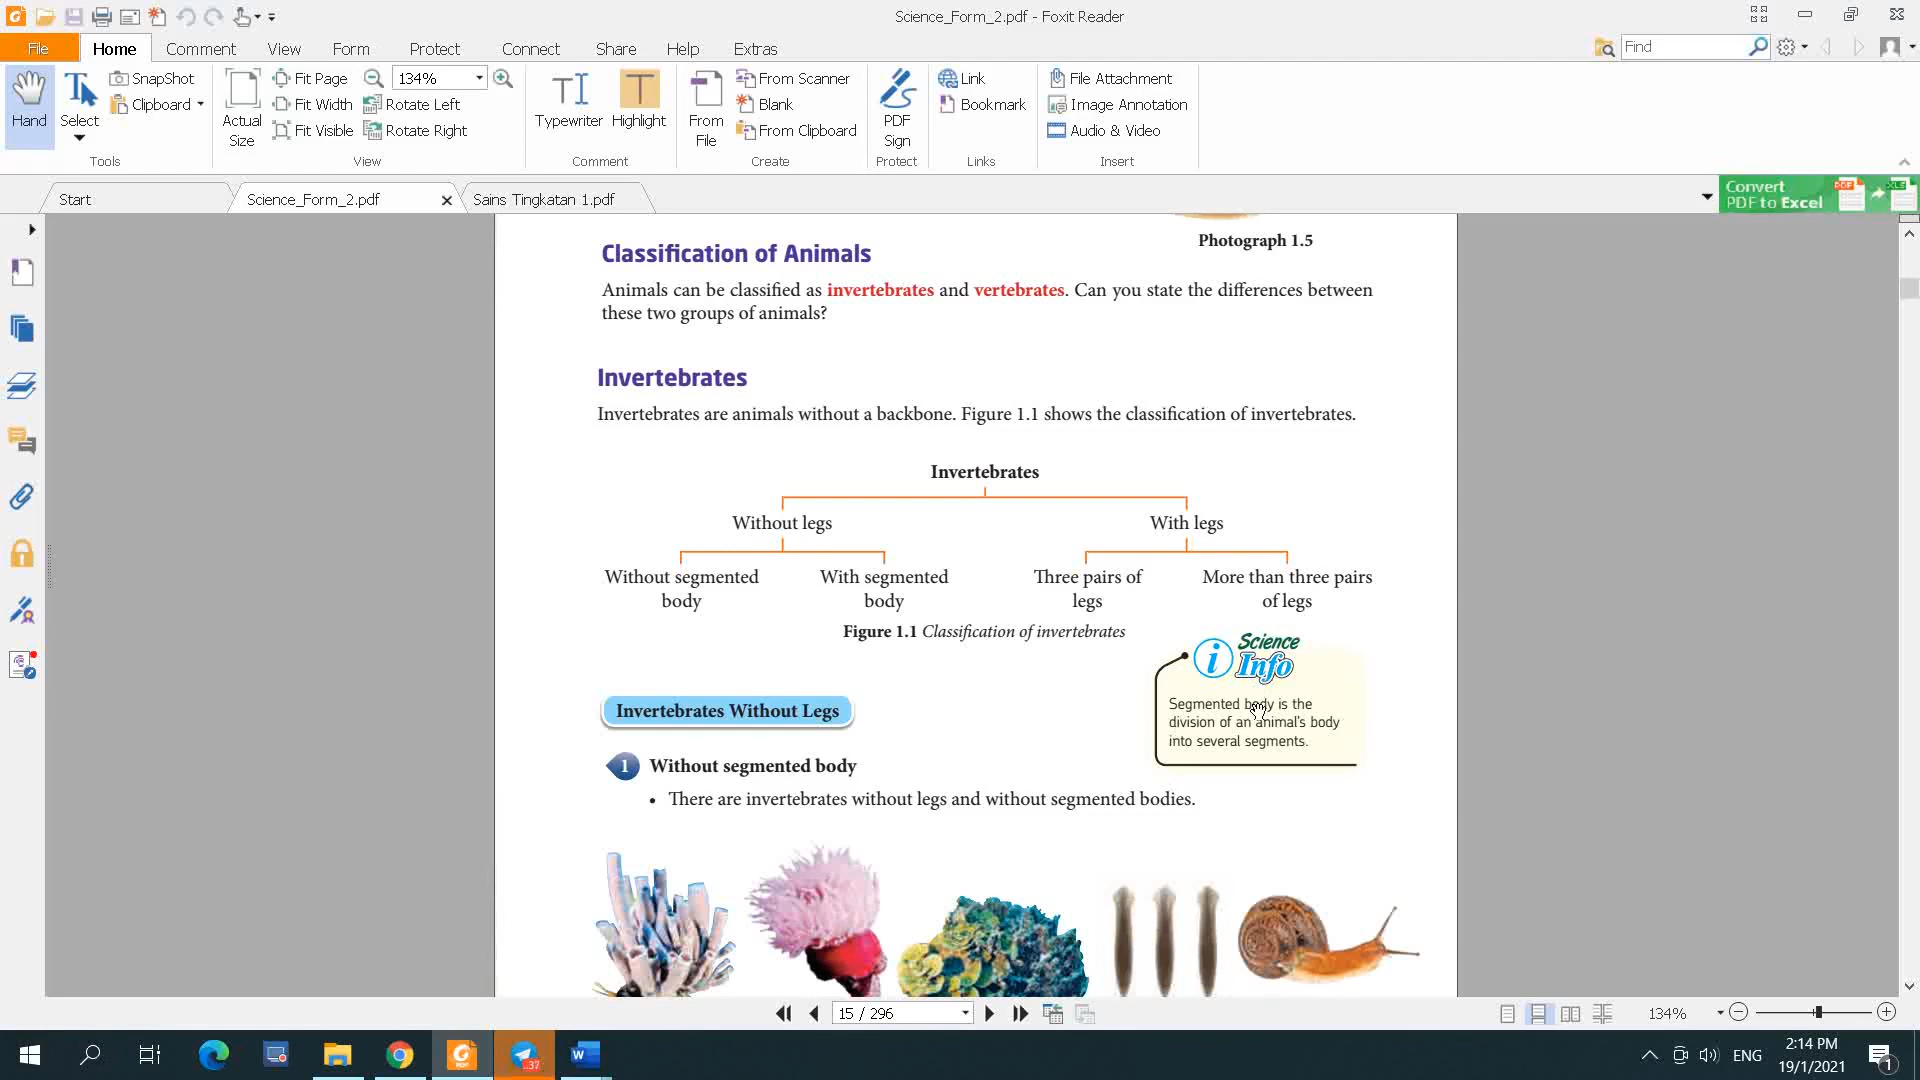 Science_Form_2.pdf - Foxit Reader
File Home Comment View Form Protect Connect Share Help Extras
Find
Hand
Select
SnapShot
Clipboard
Tools
Actual Size
Fit Page
Fit Width
Fit Visible
134%
Rotate Left
Rotate Right
View
Typewriter
Highlight
Comment
From File
From Scanner
Blank
From Clipboard
Create
PDF Sign
Protect
Link
Bookmark
Links
File Attachment
Image Annotation
Audio & Video
Insert
Start
Science_Form_2.pdf
Sains Tingkatan 1.pdf
Convert
PDF to Excel
Photograph 1.5
Classification of Animals
Animals can be classified as invertebrates and vertebrates. Can you state the differences between
these two groups of animals?
Invertebrates
Invertebrates are animals without a backbone. Figure 1.1 shows the classification of invertebrates.
Invertebrates
Without legs
With legs
Without segmented
body
With segmented
body
Three pairs of
legs
More than three pairs
of legs
Figure 1.1 Classification of invertebrates
i Science
Info
Segmented body is the
division of an animal's body
into several segments.
Invertebrates Without Legs
1 Without segmented body
• There are invertebrates without legs and without segmented bodies.
15 / 296
134%
37
ENG
2:14 PM
19/1/2021
1